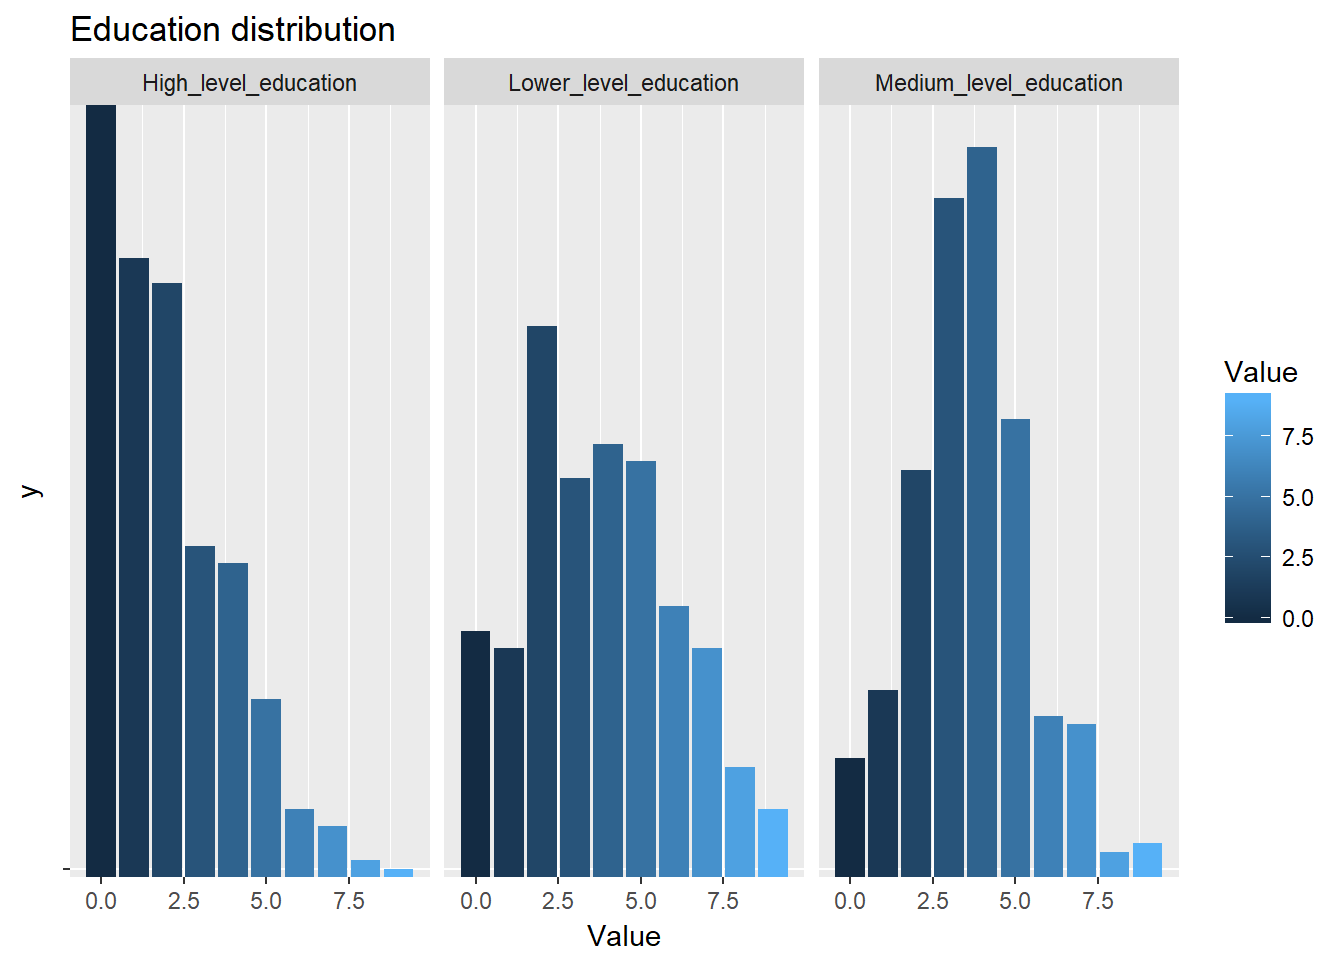 Education distribution
High_level_education
Lower_level_education
Medium_level_education
y
0.0 2.5 5.0 7.5
0.0 2.5 5.0 7.5
0.0 2.5 5.0 7.5
Value
Value
7.5
5.0
2.5
0.0